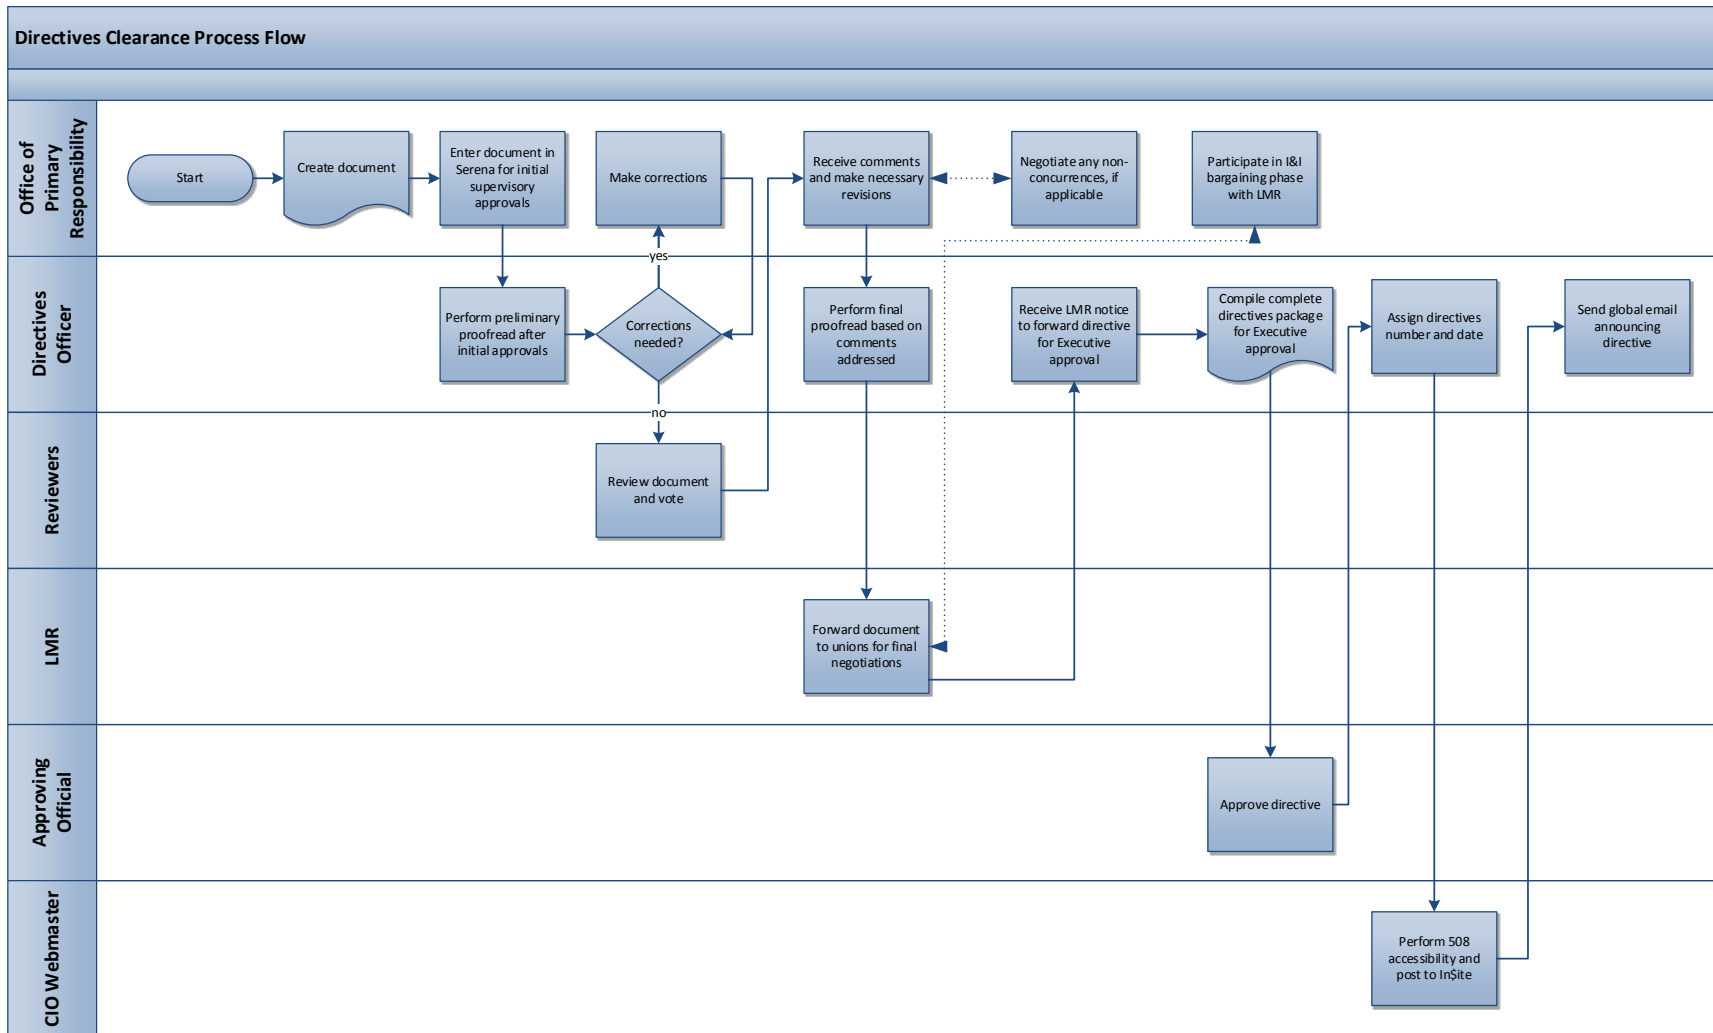 Directives Clearance Process Flow
Office of
Primary
Responsibility
Start
Create document
Enter document in
Serena for initial
supervisory
approvals
Make corrections
Receive comments
and make necessary
revisions
Negotiate any non-
concurrences, if
applicable
Participate in I&I
bargaining phase
with LMR
yes
Directives
Officer
Perform preliminary
proofread after
initial approvals
Corrections
needed?
Perform final
proofread based on
comments
addressed
Receive LMR notice
to forward directive
for Executive
approval
Compile complete
directives package
for Executive
approval
Assign directives
number and date
Send global email
announcing
directive
no
Reviewers
Review document
and vote
LMR
Forward document
to unions for final
negotiations
Approving
Official
Approve directive
CIO Webmaster
Perform 508
accessibility and
post to In$ite